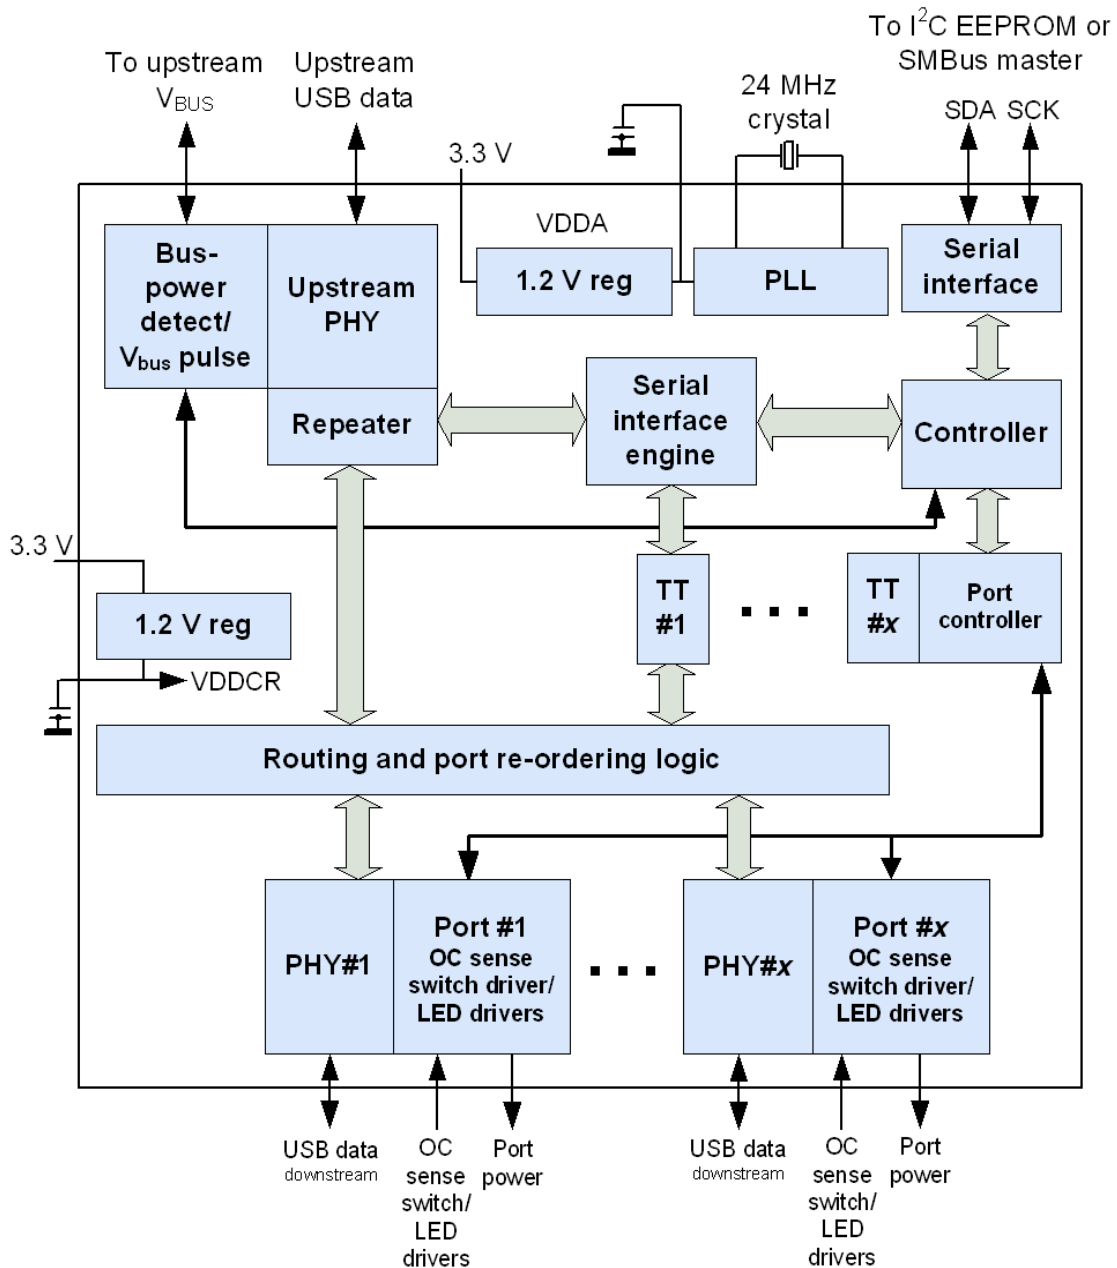 To I²C EEPROM or
SMBus master
To upstream
V_BUS
Upstream
USB data
24 MHz
crystal
SDA SCK
3.3 V
VDDA
Bus-
power
detect/
V_bus pulse
Upstream
PHY
1.2 V reg
PLL
Serial
interface
Repeater
Serial
interface
engine
Controller
3.3 V
1.2 V reg
VDDCR
TT
#1
TT
#x
Port
controller
Routing and port re-ordering logic
PHY#1
Port #1
OC sense
switch driver/
LED drivers
PHY#x
Port #x
OC sense
switch driver/
LED drivers
USB data
downstream
OC
sense
switch/
LED
drivers
Port
power
USB data
downstream
OC
sense
switch/
LED
drivers
Port
power